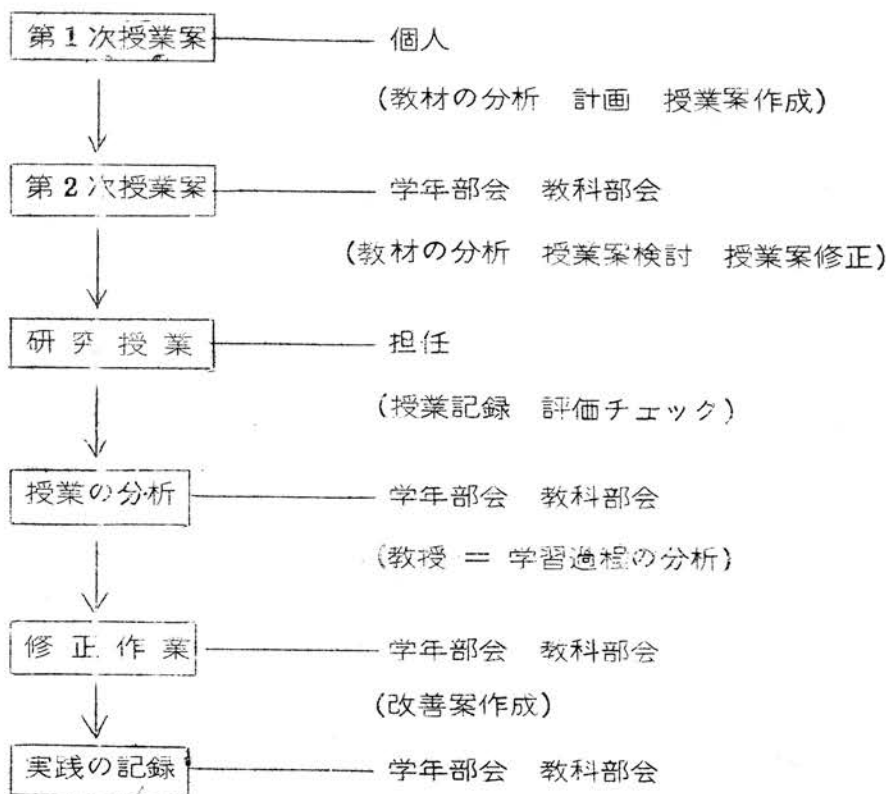 第1次授業案 個人
(教材の分析 計画 授業案作成)
第2次授業案 学年部会 教科部会
(教材の分析 授業案検討 授業案修正)
研究授業 担任
(授業記録 評価チェック)
授業の分析 学年部会 教科部会
(教授 = 学習過程の分析)
修正作業 学年部会 教科部会
(改善案作成)
実践の記録 学年部会 教科部会